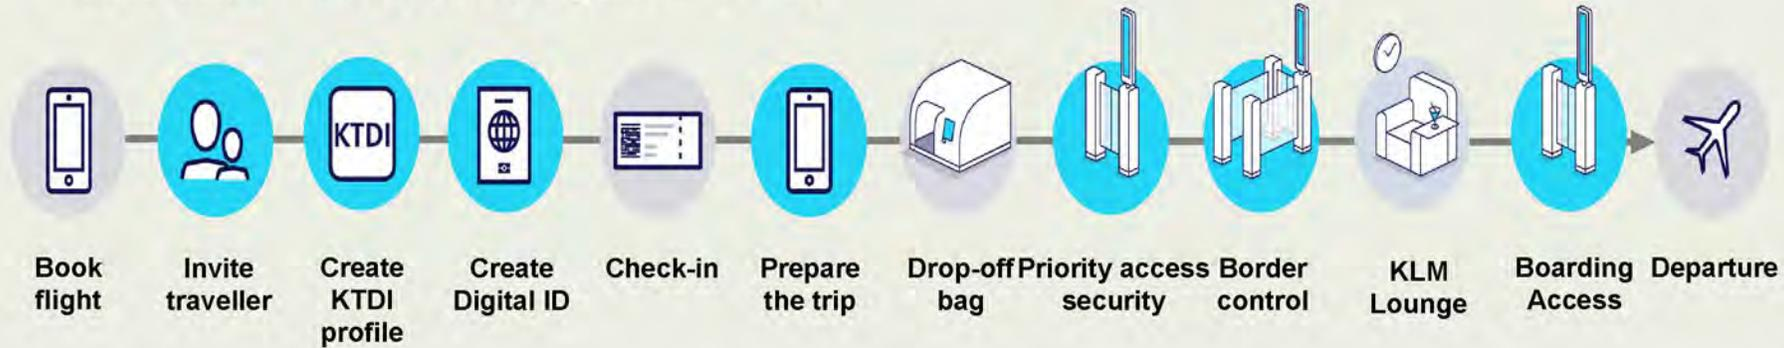 KTDI
Book
flight
Invite
traveller
Create
KTDI
profile
Create
Digital ID
Check-in
Prepare
the trip
Drop-off
bag
Priority access
security
Border
control
KLM
Lounge
Boarding
Access
Departure